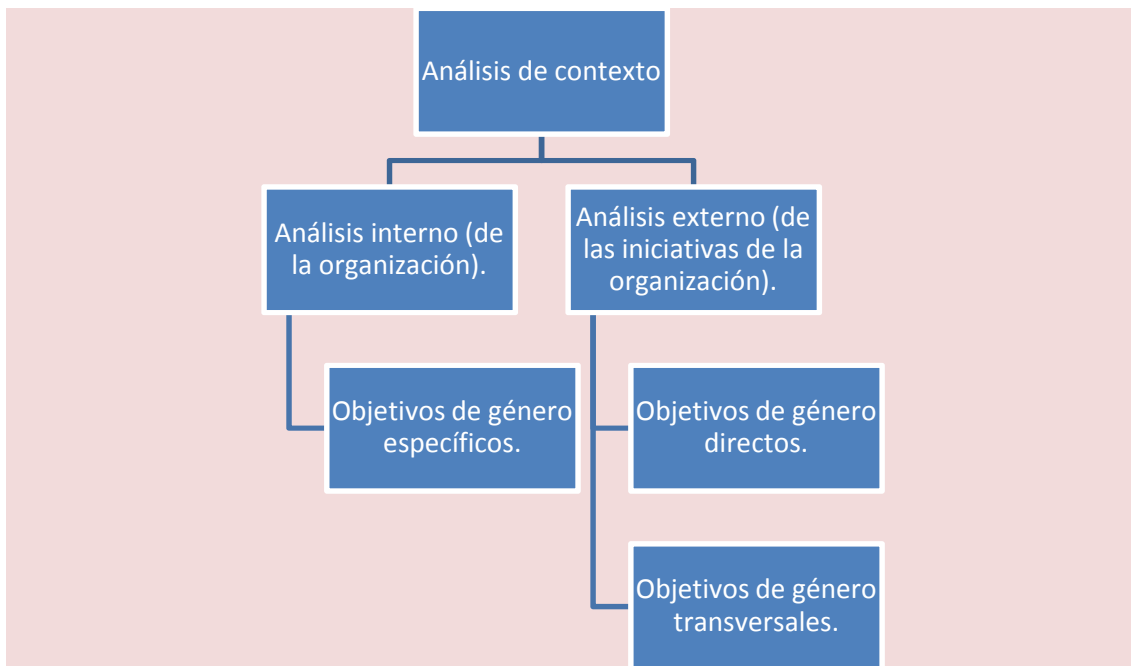 Análisis de contexto
Análisis interno (de
la organización).
Análisis externo (de
las iniciativas de la
organización).
Objetivos de género
específicos.
Objetivos de género
directos.
Objetivos de género
transversales.